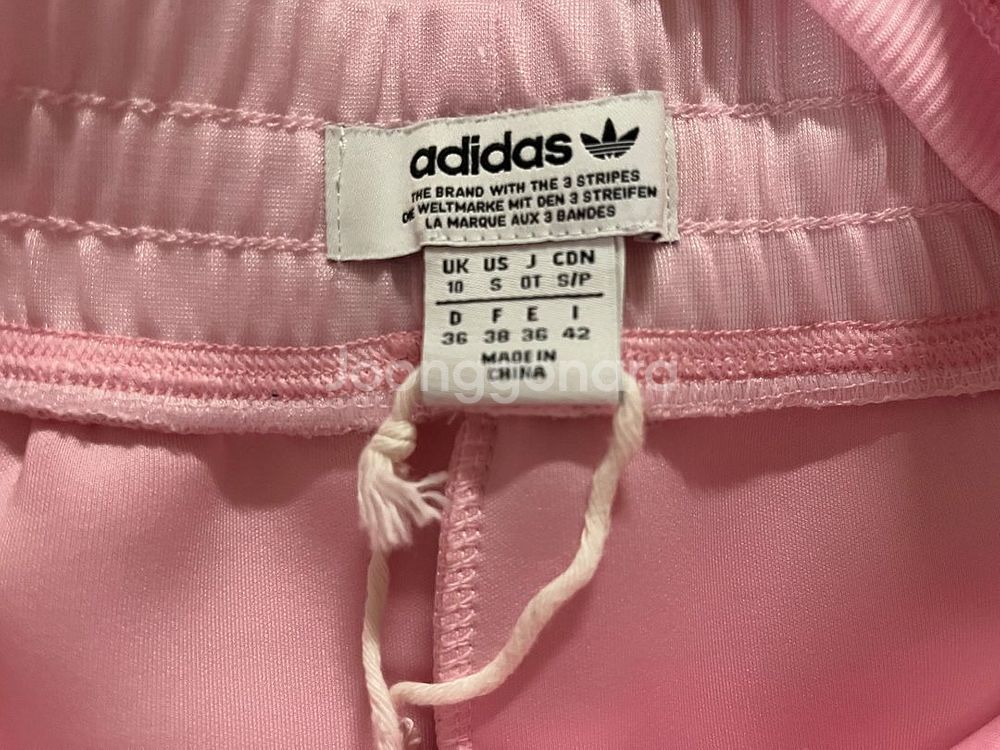 adidas
THE BRAND WITH THE 3 STRIPES
DIE WELTMARKE MIT DEN 3 STREIFEN
LA MARQUE AUX 3 BANDES
UK US J CDN
10 S OT S/P
D F E I
36 38 36 42
MADE IN
CHINA
Joonggonara